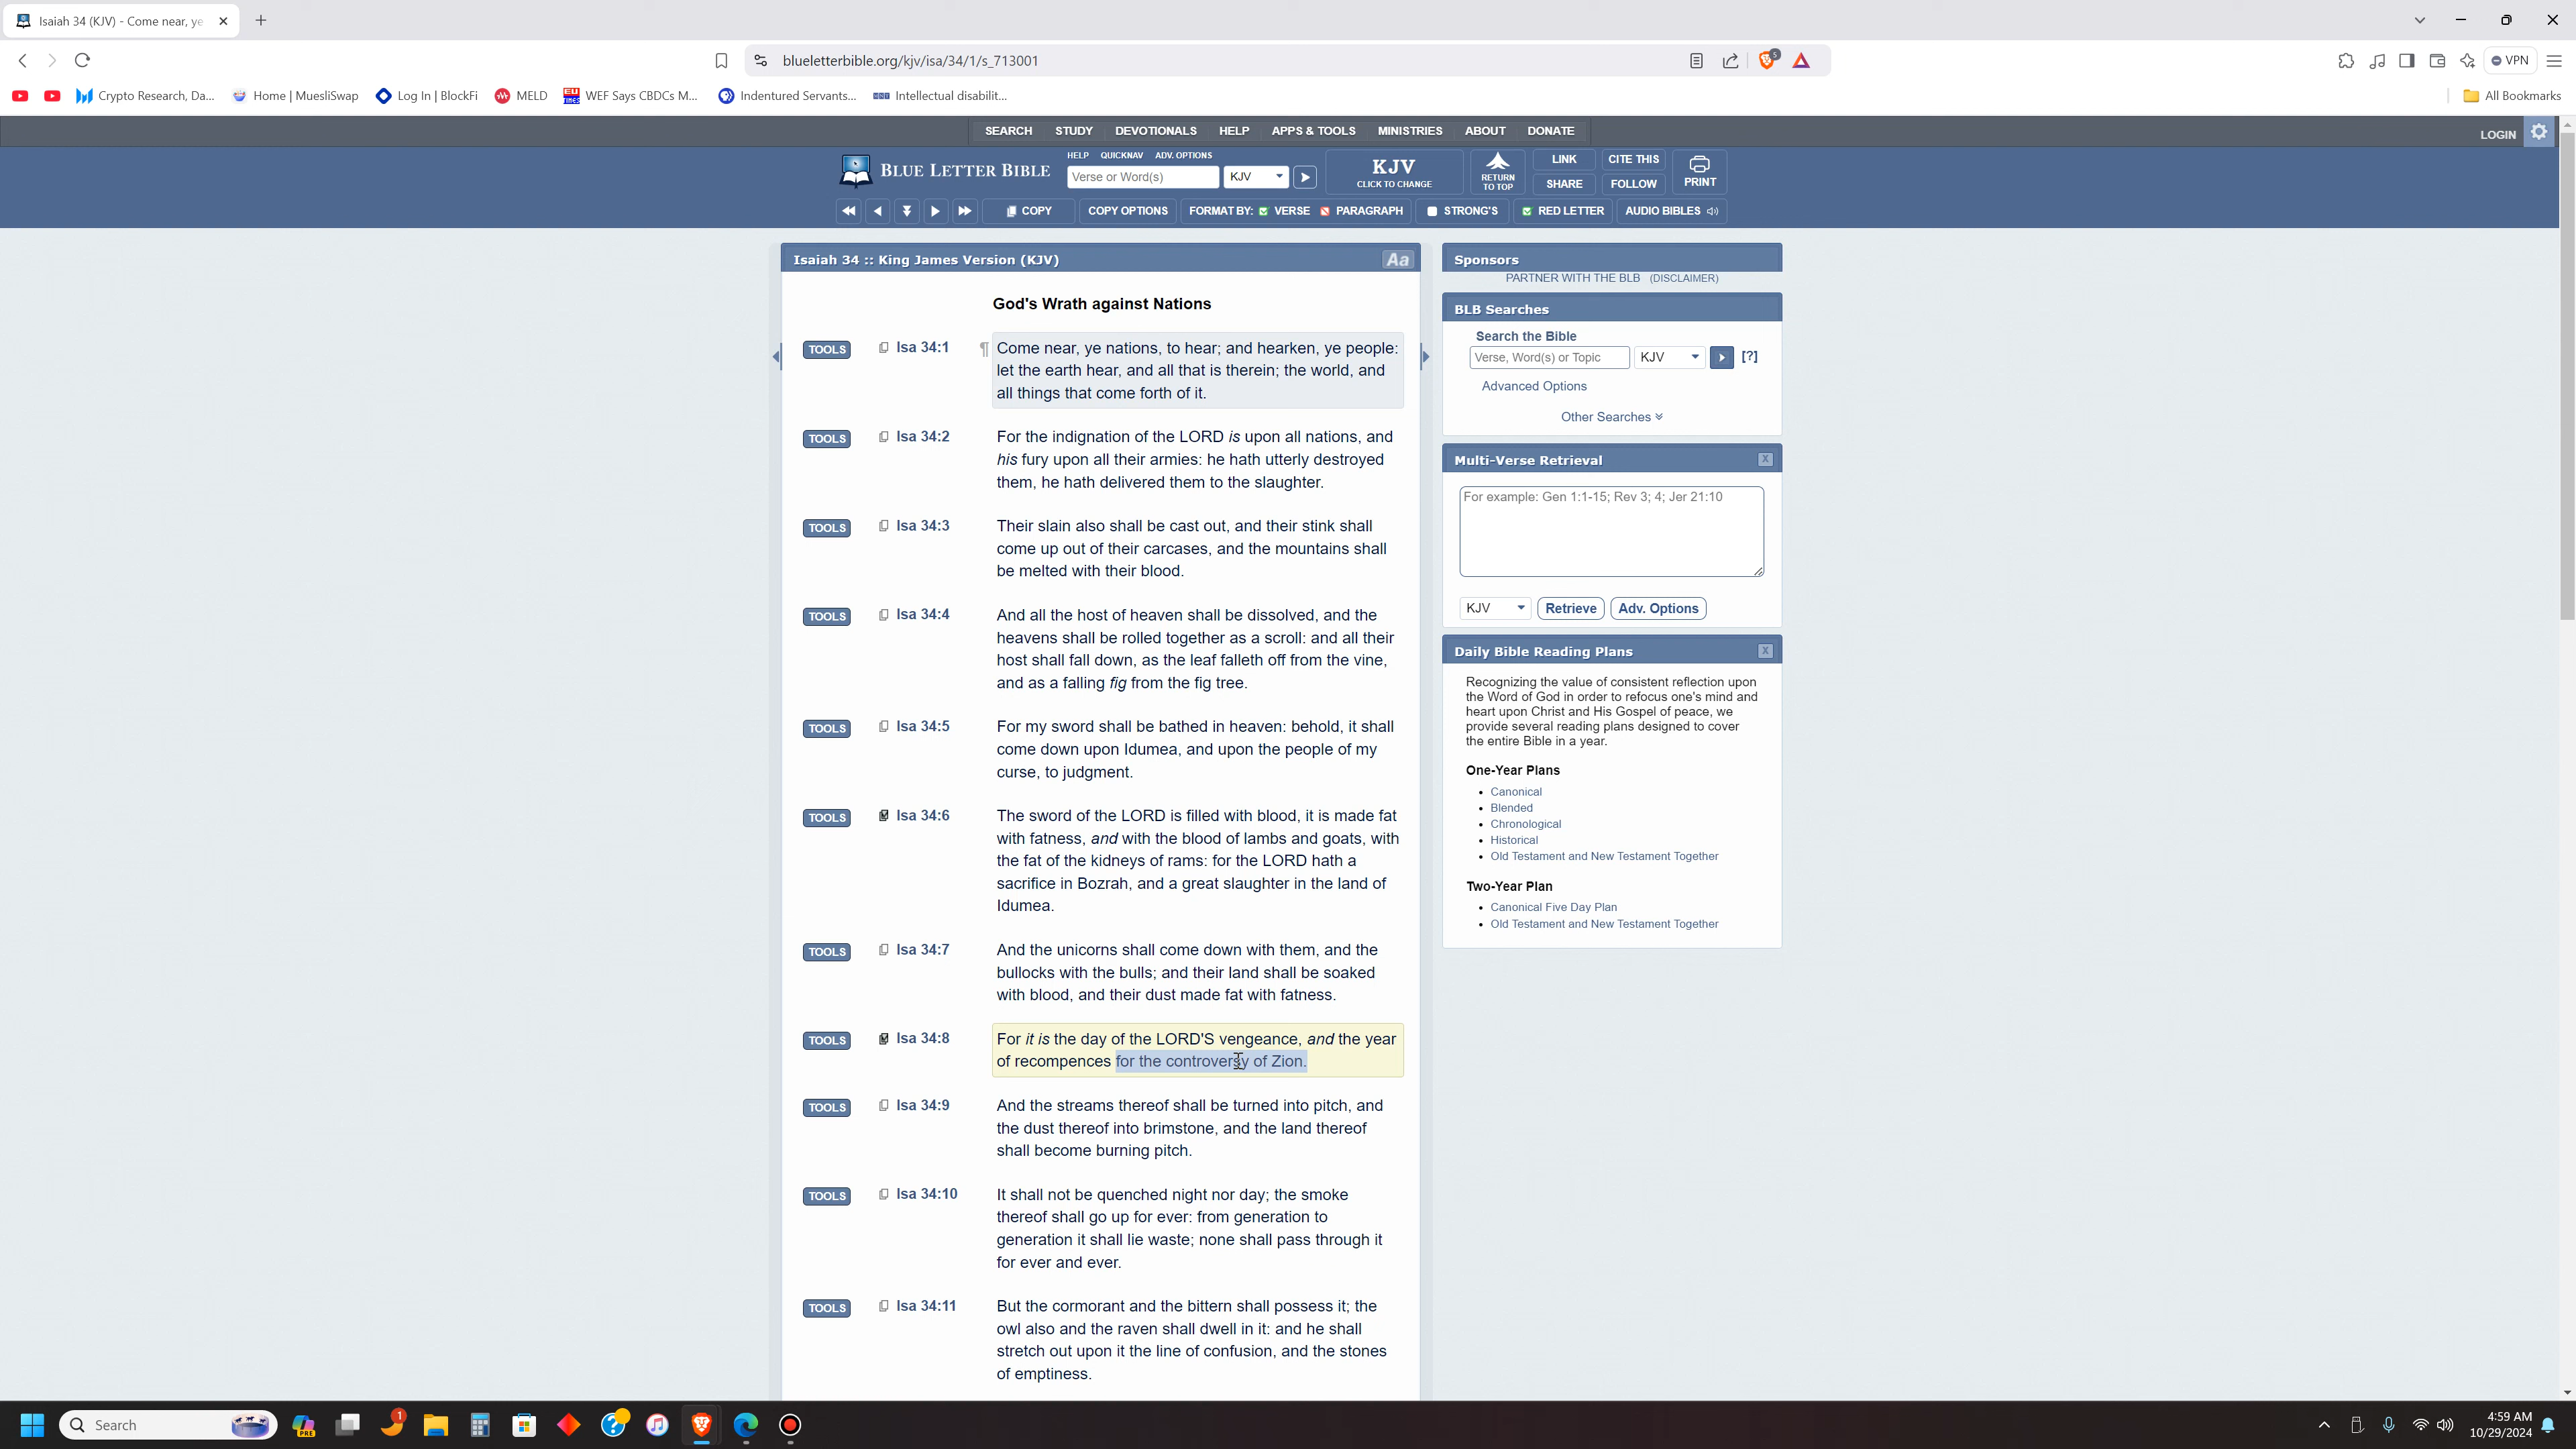 Isaiah 34 (KJV) - Come near, ye
blueletterbible.org/kjv/isa/34/1/s_713001
5
VPN
Crypto Research, Da...
Home | MuesliSwap
Log In | BlockFi
MELD
WEF Says CBDCs M...
Indentured Servants...
Intellectual disabilit...
All Bookmarks
SEARCH STUDY DEVOTIONALS HELP APPS & TOOLS MINISTRIES ABOUT DONATE
LOGIN
BLUE LETTER BIBLE
HELP QUICKNAV ADV. OPTIONS
Verse or Word(s)
KJV
KJV
CLICK TO CHANGE
RETURN
TO TOP
LINK
CITE THIS
SHARE
FOLLOW
PRINT
COPY
COPY OPTIONS
FORMAT BY: VERSE PARAGRAPH
STRONG'S
RED LETTER
AUDIO BIBLES
Isaiah 34 :: King James Version (KJV)
Aa
God's Wrath against Nations
TOOLS Isa 34:1 ¶ Come near, ye nations, to hear; and hearken, ye people:
let the earth hear, and all that is therein; the world, and
all things that come forth of it.
TOOLS Isa 34:2 For the indignation of the LORD is upon all nations, and
his fury upon all their armies: he hath utterly destroyed
them, he hath delivered them to the slaughter.
TOOLS Isa 34:3 Their slain also shall be cast out, and their stink shall
come up out of their carcases, and the mountains shall
be melted with their blood.
TOOLS Isa 34:4 And all the host of heaven shall be dissolved, and the
heavens shall be rolled together as a scroll: and all their
host shall fall down, as the leaf falleth off from the vine,
and as a falling fig from the fig tree.
TOOLS Isa 34:5 For my sword shall be bathed in heaven: behold, it shall
come down upon Idumea, and upon the people of my
curse, to judgment.
TOOLS Isa 34:6 The sword of the LORD is filled with blood, it is made fat
with fatness, and with the blood of lambs and goats, with
the fat of the kidneys of rams: for the LORD hath a
sacrifice in Bozrah, and a great slaughter in the land of
Idumea.
TOOLS Isa 34:7 And the unicorns shall come down with them, and the
bullocks with the bulls; and their land shall be soaked
with blood, and their dust made fat with fatness.
TOOLS Isa 34:8 For it is the day of the LORD'S vengeance, and the year
of recompences for the controversy of Zion.
TOOLS Isa 34:9 And the streams thereof shall be turned into pitch, and
the dust thereof into brimstone, and the land thereof
shall become burning pitch.
TOOLS Isa 34:10 It shall not be quenched night nor day; the smoke
thereof shall go up for ever: from generation to
generation it shall lie waste; none shall pass through it
for ever and ever.
TOOLS Isa 34:11 But the cormorant and the bittern shall possess it; the
owl also and the raven shall dwell in it: and he shall
stretch out upon it the line of confusion, and the stones
of emptiness.
Sponsors
PARTNER WITH THE BLB (DISCLAIMER)
BLB Searches
Search the Bible
Verse, Word(s) or Topic
KJV
[?]
Advanced Options
Other Searches
Multi-Verse Retrieval
X
For example: Gen 1:1-15; Rev 3; 4; Jer 21:10
KJV
Retrieve
Adv. Options
Daily Bible Reading Plans
X
Recognizing the value of consistent reflection upon
the Word of God in order to refocus one's mind and
heart upon Christ and His Gospel of peace, we
provide several reading plans designed to cover
the entire Bible in a year.
One-Year Plans
• Canonical
• Blended
• Chronological
• Historical
• Old Testament and New Testament Together
Two-Year Plan
• Canonical Five Day Plan
• Old Testament and New Testament Together
Search
PRE
1
4:59 AM
10/29/2024